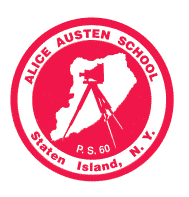 ALICE AUSTEN SCHOOL
P. S. 60
Staten Island, N. Y.